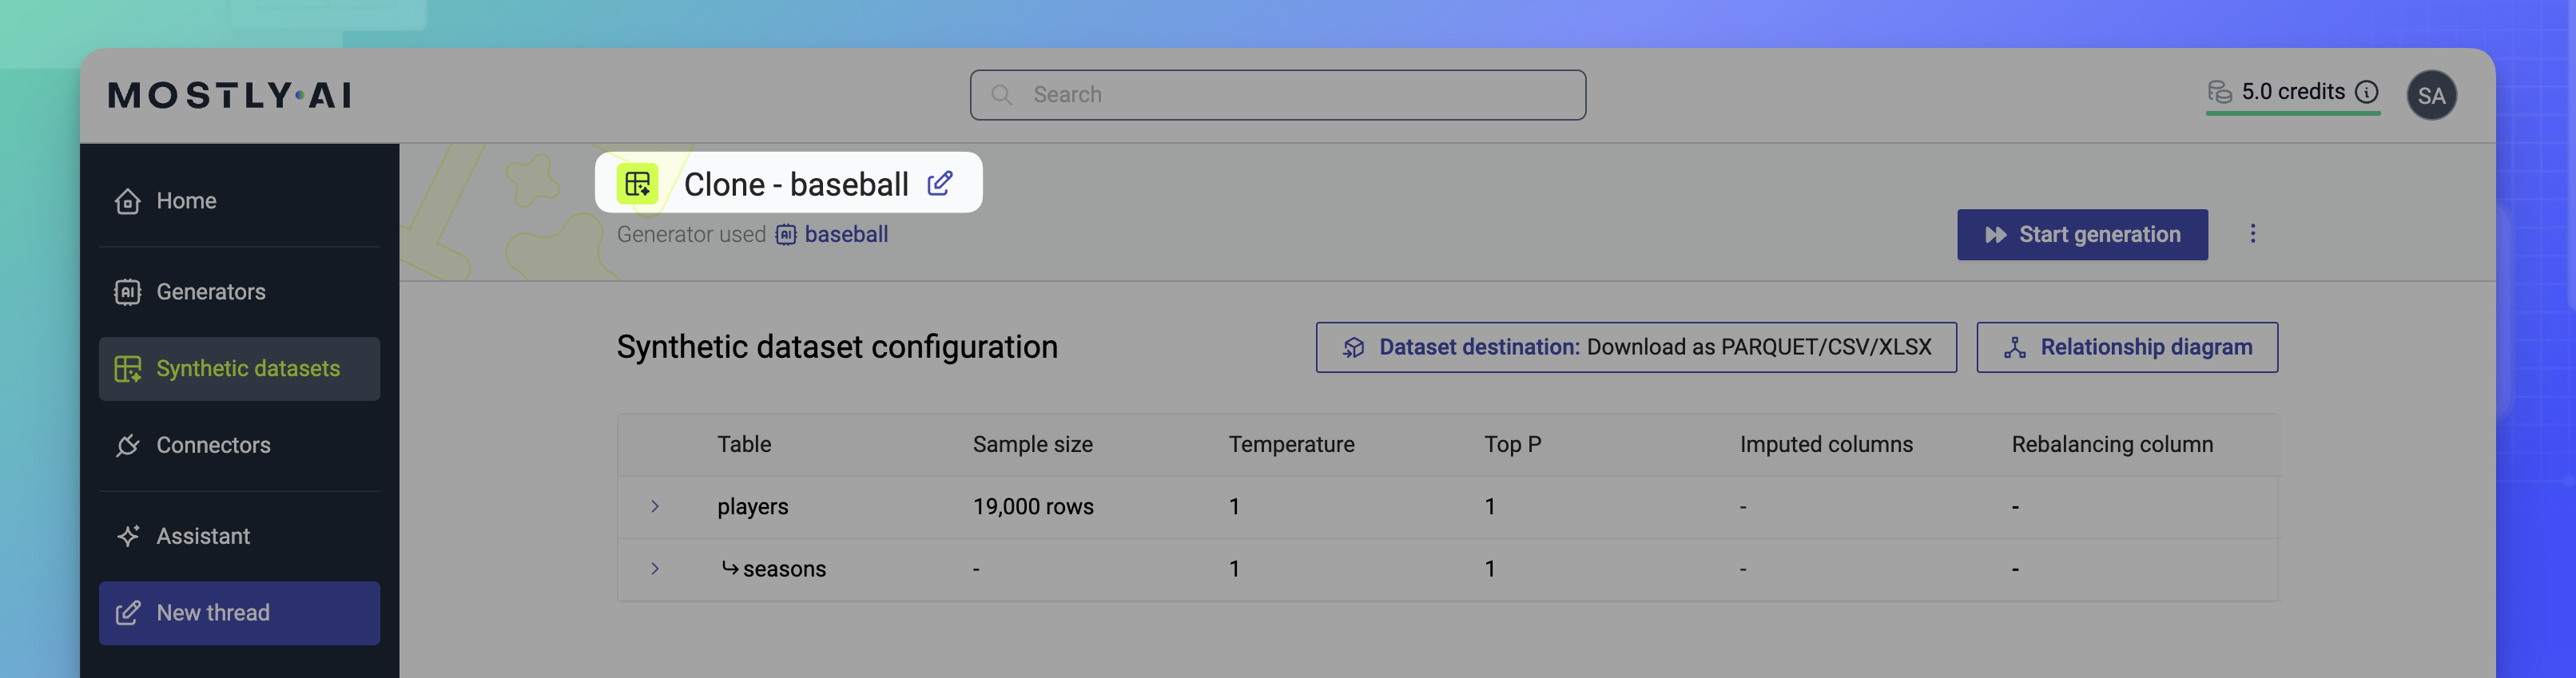 MOSTLY·AI
Search
5.0 credits
SA
Home
Generators
Synthetic datasets
Connectors
Assistant
New thread
Clone - baseball
Generator used AI baseball
Start generation
Synthetic dataset configuration
Dataset destination: Download as PARQUET/CSV/XLSX
Relationship diagram
Table Sample size Temperature Top P Imputed columns Rebalancing column
players 19,000 rows 1 1 - -
↳ seasons - 1 1 - -